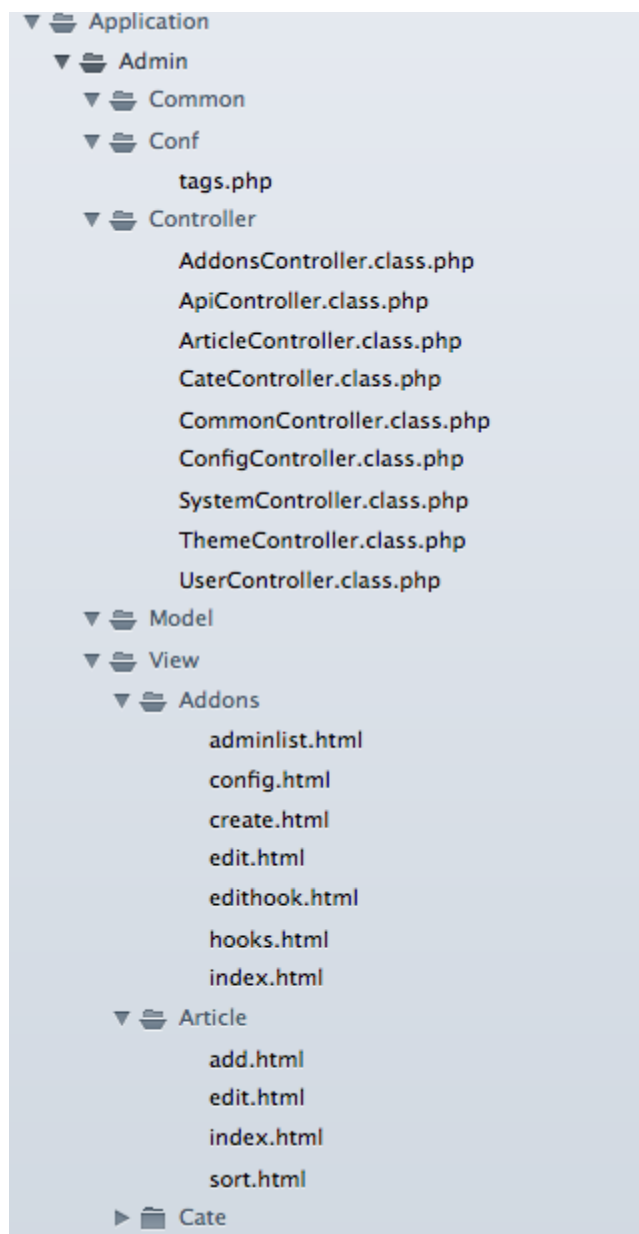 Application
Admin
Common
Conf
tags.php
Controller
AddonsController.class.php
ApiController.class.php
ArticleController.class.php
CateController.class.php
CommonController.class.php
ConfigController.class.php
SystemController.class.php
ThemeController.class.php
UserController.class.php
Model
View
Addons
adminlist.html
config.html
create.html
edit.html
edithook.html
hooks.html
index.html
Article
add.html
edit.html
index.html
sort.html
Cate